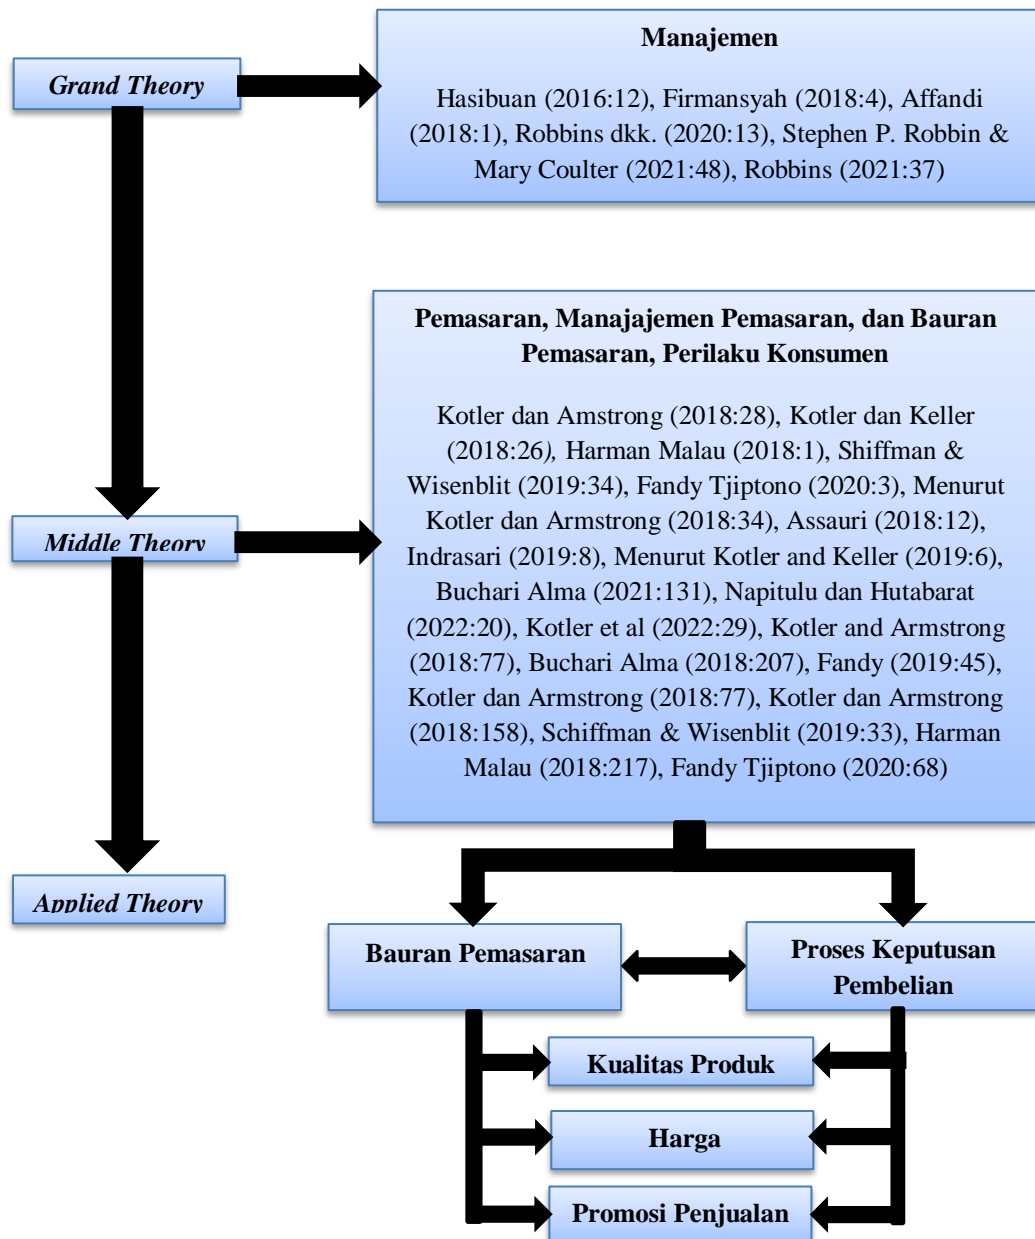 Grand Theory
Manajemen
Hasibuan (2016:12), Firmansyah (2018:4), Affandi
(2018:1), Robbins dkk. (2020:13), Stephen P. Robbin &
Mary Coulter (2021:48), Robbins (2021:37)
Pemasaran, Manajajemen Pemasaran, dan Bauran
Pemasaran, Perilaku Konsumen
Kotler dan Amstrong (2018:28), Kotler dan Keller
(2018:26), Harman Malau (2018:1), Shiffman &
Wisenblit (2019:34), Fandy Tjiptono (2020:3), Menurut
Kotler dan Armstrong (2018:34), Assauri (2018:12),
Indrasari (2019:8), Menurut Kotler and Keller (2019:6),
Buchari Alma (2021:131), Napitulu dan Hutabarat
(2022:20), Kotler et al (2022:29), Kotler and Armstrong
(2018:77), Buchari Alma (2018:207), Fandy (2019:45),
Kotler dan Armstrong (2018:77), Kotler dan Armstrong
(2018:158), Schiffman & Wisenblit (2019:33), Harman
Malau (2018:217), Fandy Tjiptono (2020:68)
Middle Theory
Applied Theory
Bauran Pemasaran
Proses Keputusan
Pembelian
Kualitas Produk
Harga
Promosi Penjualan